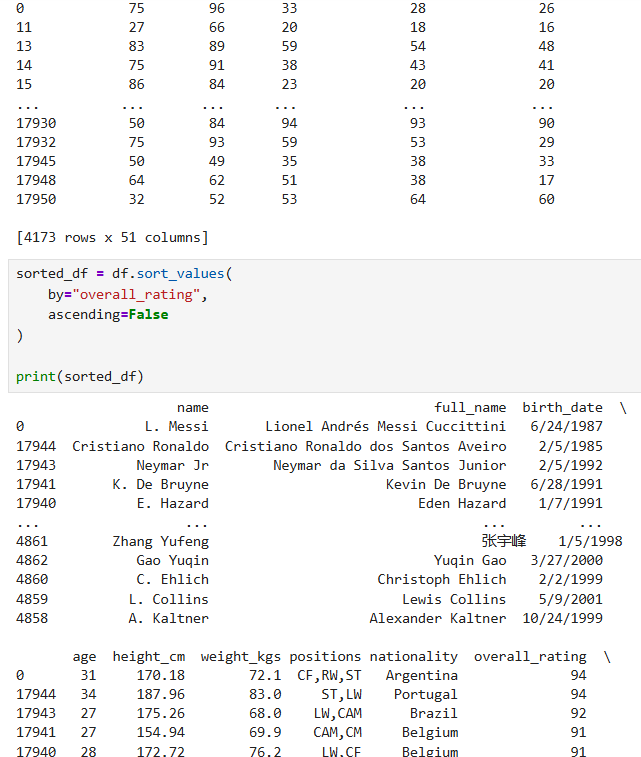 0 75 96 33 28 26
11 27 66 20 18 16
13 83 89 59 54 48
14 75 91 38 43 41
15 86 84 23 20 20
... ... ... ... ... ...
17930 50 84 94 93 90
17932 75 93 59 53 29
17945 50 49 35 38 33
17948 64 62 51 38 17
17950 32 52 53 64 60
[4173 rows x 51 columns]
sorted_df = df.sort_values(
    by="overall_rating",
    ascending=False
)
print(sorted_df)
name full_name birth_date \
0 L. Messi Lionel Andrés Messi Cuccittini 6/24/1987
17944 Cristiano Ronaldo Cristiano Ronaldo dos Santos Aveiro 2/5/1985
17943 Neymar Jr Neymar da Silva Santos Junior 2/5/1992
17941 K. De Bruyne Kevin De Bruyne 6/28/1991
17940 E. Hazard Eden Hazard 1/7/1991
... ... ... ...
4861 Zhang Yufeng 张宇峰 1/5/1998
4862 Gao Yuqin Yuqin Gao 3/27/2000
4860 C. Ehlich Christoph Ehlich 2/2/1999
4859 L. Collins Lewis Collins 5/9/2001
4858 A. Kaltner Alexander Kaltner 10/24/1999
age height_cm weight_kgs positions nationality overall_rating \
0 31 170.18 72.1 CF,RW,ST Argentina 94
17944 34 187.96 83.0 ST,LW Portugal 94
17943 27 175.26 68.0 LW,CAM Brazil 92
17941 27 154.94 69.9 CAM,CM Belgium 91
17940 28 172.72 76.2 LW,CF Belgium 91